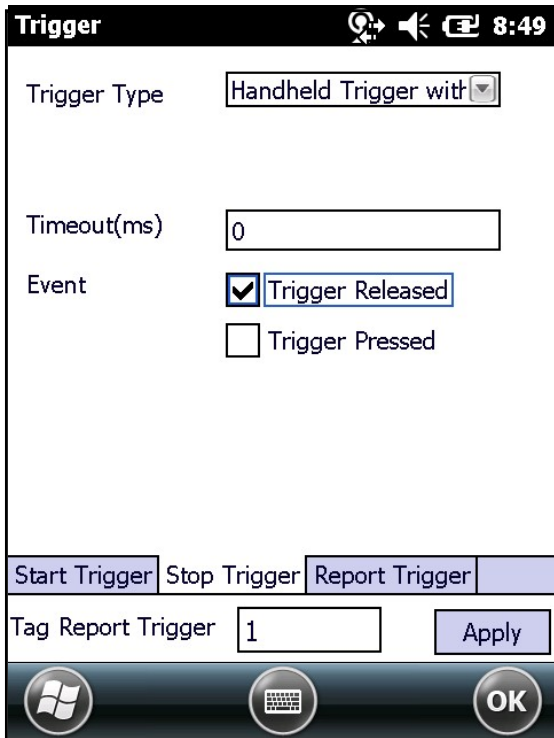 Trigger 8:49
Trigger Type Handheld Trigger with
Timeout(ms) 0
Event Trigger Released
Trigger Pressed
Start Trigger Stop Trigger Report Trigger
Tag Report Trigger 1 Apply
OK